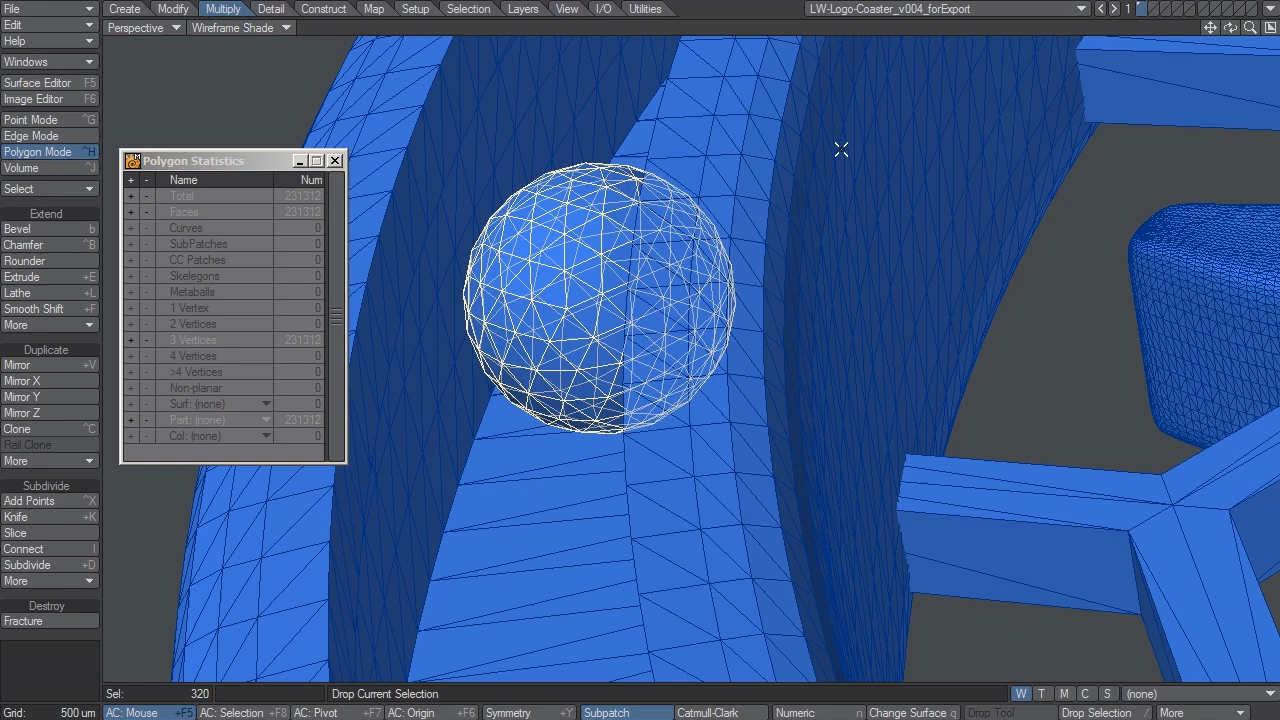 File Create Modify Multiply Detail Construct Map Setup Selection Layers View I/O Utilities LW-Logo-Coaster_v004_forExport 1
Edit Perspective Wireframe Shade
Help
Windows
Surface Editor F5
Image Editor F6
Point Mode ^G
Edge Mode
Polygon Mode ^H
Volume ^J
Select
Extend
Bevel b
Chamfer ^B
Rounder
Extrude +E
Lathe +L
Smooth Shift +F
More
Duplicate
Mirror +V
Mirror X
Mirror Y
Mirror Z
Clone ^C
Rail Clone
More
Subdivide
Add Points ^X
Knife +K
Slice
Connect l
Subdivide +D
More
Destroy
Fracture
Polygon Statistics
+ - Name Num
+ - Total 231312
+ - Faces 231312
+ - Curves 0
+ - SubPatches 0
+ - CC Patches 0
+ - Skelegons 0
+ - Metaballs 0
+ - 1 Vertex 0
+ - 2 Vertices 0
+ - 3 Vertices 231312
+ - 4 Vertices 0
+ - >4 Vertices 0
+ - Non-planar 0
+ - Surf: (none) 0
+ - Part: (none) 231312
+ - Col: (none) 0
Sel: 320 Drop Current Selection W T M C S (none)
Grid: 500 um AC: Mouse +F5 AC: Selection +F8 AC: Pivot +F7 AC: Origin +F6 Symmetry +Y Subpatch Catmull-Clark Numeric n Change Surface q Drop Tool Drop Selection / More